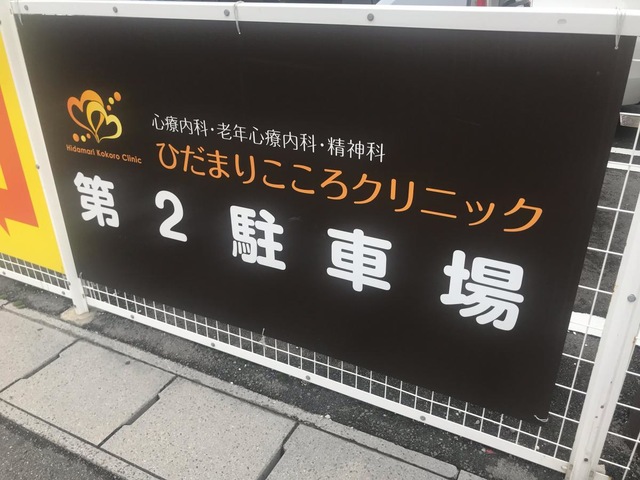 心療内科・老年心療内科・精神科
Hidamari Kokoro Clinic
ひだまりこころクリニック
第2駐車場